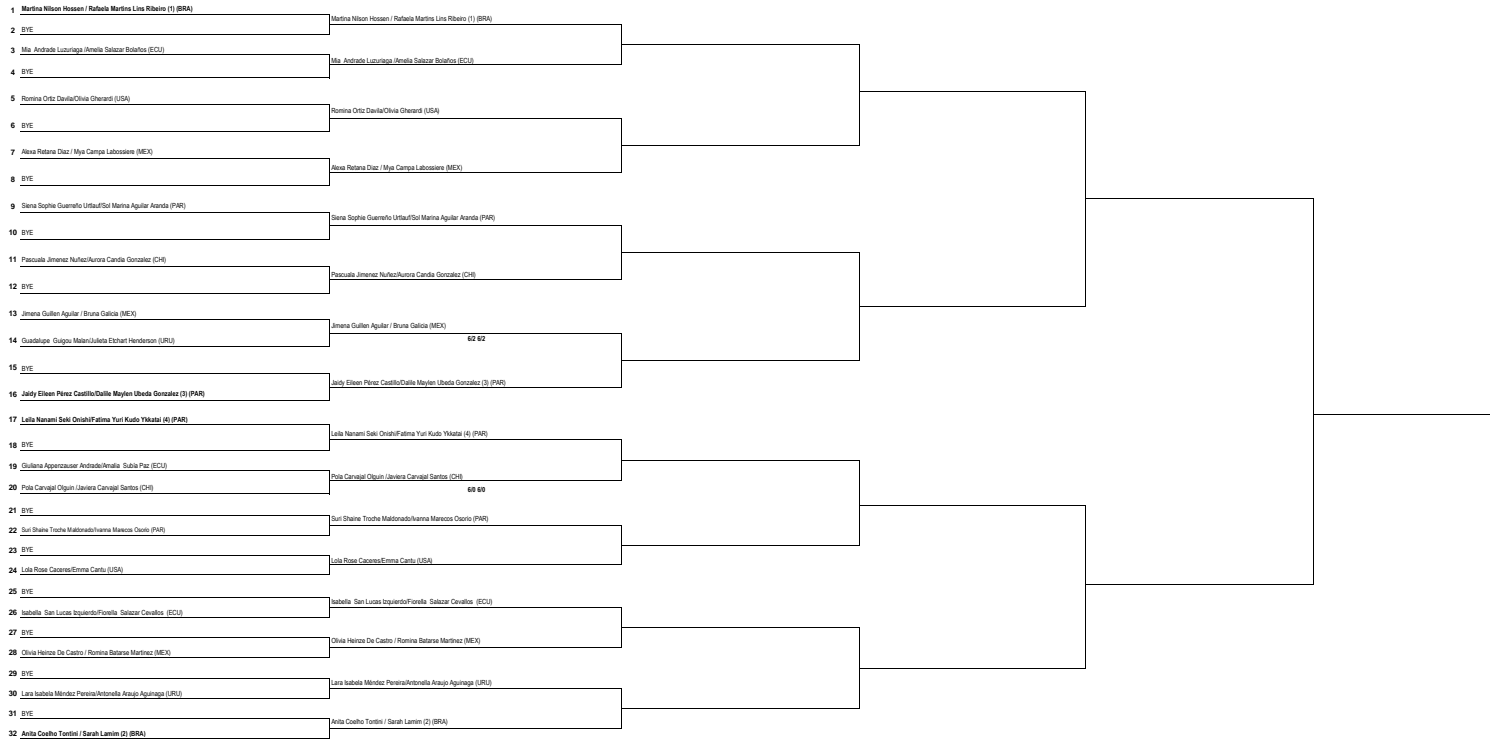 1 Martina Nilson Hossen / Rafaela Martins Lins Ribeiro (1) (BRA)
2 BYE
3 Mia Andrade Luzuriaga /Amelia Salazar Bolaños (ECU)
4 BYE
5 Romina Ortiz Davila/Olivia Gherardi (USA)
6 BYE
7 Alexa Retana Diaz / Mya Campa Labossiere (MEX)
8 BYE
9 Siena Sophie Guerreño Urtlauf/Sol Marina Aguilar Aranda (PAR)
10 BYE
11 Pascuala Jimenez Nuñez/Aurora Candia Gonzalez (CHI)
12 BYE
13 Jimena Guillen Aguilar / Bruna Galicia (MEX)
14 Guadalupe Guigou Malan/Julieta Etchart Henderson (URU)
15 BYE
16 Jaidy Eileen Pérez Castillo/Dalile Maylen Ubeda Gonzalez (3) (PAR)
17 Leila Nanami Seki Onishi/Fatima Yuri Kudo Ykkatai (4) (PAR)
18 BYE
19 Giuliana Appenzauser Andrade/Amalia Subía Paz (ECU)
20 Pola Carvajal Olguin /Javiera Carvajal Santos (CHI)
21 BYE
22 Suri Shaine Troche Maldonado/Ivanna Marecos Osorio (PAR)
23 BYE
24 Lola Rose Caceres/Emma Cantu (USA)
25 BYE
26 Isabella San Lucas Izquierdo/Fiorella Salazar Cevallos (ECU)
27 BYE
28 Olivia Heinze De Castro / Romina Batarse Martinez (MEX)
29 BYE
30 Lara Isabela Méndez Pereira/Antonella Araujo Aguinaga (URU)
31 BYE
32 Anita Coelho Tontini / Sarah Lamim (2) (BRA)
Martina Nilson Hossen / Rafaela Martins Lins Ribeiro (1) (BRA)
Mia Andrade Luzuriaga /Amelia Salazar Bolaños (ECU)
Romina Ortiz Davila/Olivia Gherardi (USA)
Alexa Retana Diaz / Mya Campa Labossiere (MEX)
Siena Sophie Guerreño Urtlauf/Sol Marina Aguilar Aranda (PAR)
Pascuala Jimenez Nuñez/Aurora Candia Gonzalez (CHI)
Jimena Guillen Aguilar / Bruna Galicia (MEX)
6/2 6/2
Jaidy Eileen Pérez Castillo/Dalile Maylen Ubeda Gonzalez (3) (PAR)
Leila Nanami Seki Onishi/Fatima Yuri Kudo Ykkatai (4) (PAR)
Pola Carvajal Olguin /Javiera Carvajal Santos (CHI)
6/0 6/0
Suri Shaine Troche Maldonado/Ivanna Marecos Osorio (PAR)
Lola Rose Caceres/Emma Cantu (USA)
Isabella San Lucas Izquierdo/Fiorella Salazar Cevallos (ECU)
Olivia Heinze De Castro / Romina Batarse Martinez (MEX)
Lara Isabela Méndez Pereira/Antonella Araujo Aguinaga (URU)
Anita Coelho Tontini / Sarah Lamim (2) (BRA)